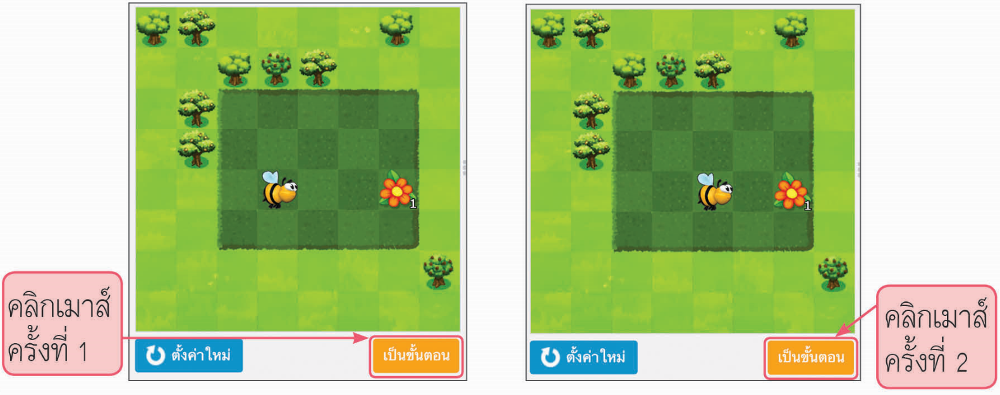 1
1
คลิกเมาส์
ครั้งที่ 1
ตั้งค่าใหม่
เป็นขั้นตอน
ตั้งค่าใหม่
เป็นขั้นตอน
คลิกเมาส์
ครั้งที่ 2